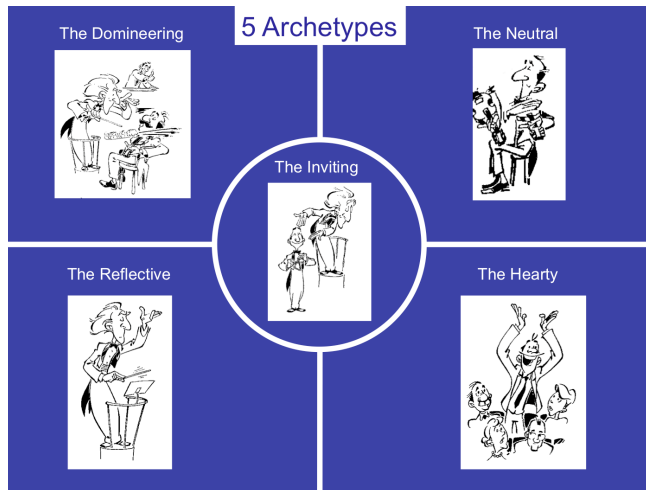 5 Archetypes
The Domineering
The Neutral
The Inviting
The Reflective
The Hearty